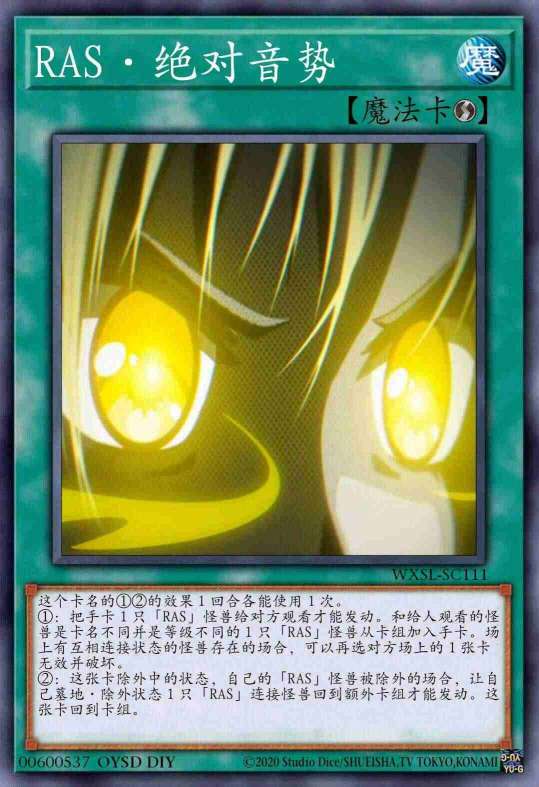 RAS·绝对音势
魔
【魔法卡】
WXSL-SC111
这个卡名的①②的效果1回合各能使用1次。
①：把手卡1只「RAS」怪兽给对方观看才能发动。和给人观看的怪
兽是卡名不同并是等级不同的1只「RAS」怪兽从卡组加入手卡。场
上有互相连接状态的怪兽存在的场合，可以再选对方场上的1张卡
无效并破坏。
②：这张卡除外中的状态，自己的「RAS」怪兽被除外的场合，让自
己墓地·除外状态1只「RAS」连接怪兽回到额外卡组才能发动。这
张卡回到卡组。
00600537 OYSD DIY ©2020 Studio Dice/SHUEISHA,TV TOKYO,KONAMI